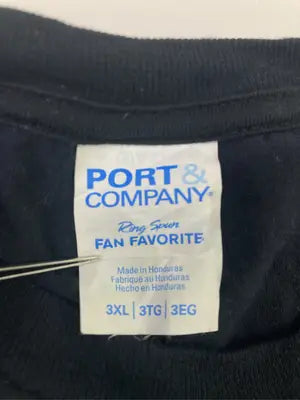 PORT &
COMPANY®
Ring Spun
FAN FAVORITE
Made in Honduras
Fabriqué au Honduras
Hecho en Honduras
3XL | 3TG | 3EG